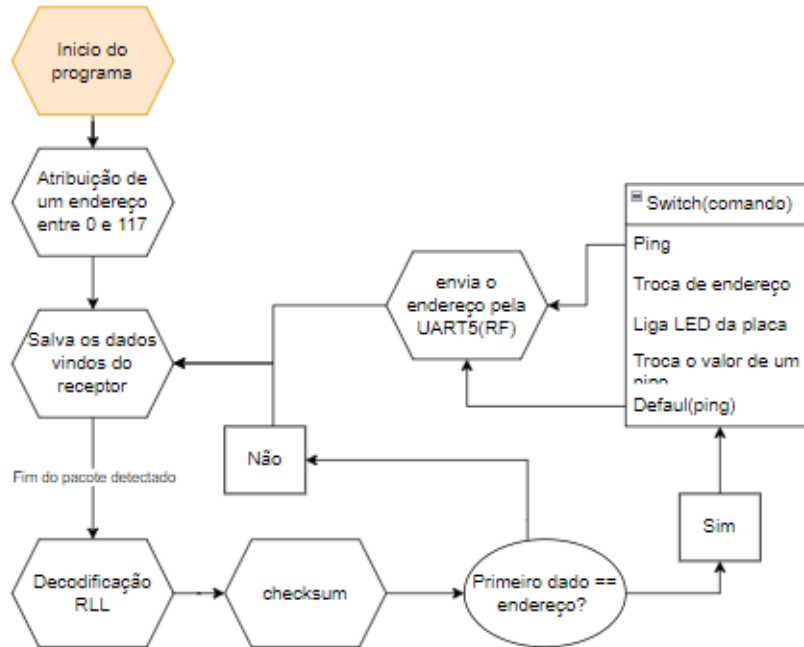 Inicio do
programa
Atribuição de
um endereço
entre 0 e 117
Salva os dados
vindos do
receptor
Fim do pacote detectado
Decodificação
RLL
checksum
Primeiro dado ==
endereço?
Não
Sim
Switch(comando)
Ping
Troca de endereço
Liga LED da placa
Troca o valor de um
pino
Defaul(ping)
envia o
endereço pela
UART5(RF)